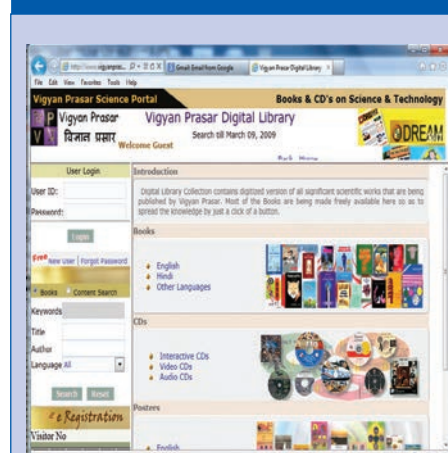 Gmail: Email from Google
Vigyan Prasar Digital Library
File Edit View Favorites Tools Help
Vigyan Prasar Science Portal
Books & CD's on Science & Technology
V P
P V
Vigyan Prasar
विज्ञान प्रसार
Welcome Guest
Vigyan Prasar Digital Library
Search till March 09, 2009
ODREAM
Back Home
User Login
User ID:
Password:
Login
Free New User | Forgot Password
Books Content Search
Keywords
Title
Author
Language All
Search Reset
e Registration
Visitor No
Introduction
Digital Library Collection contains digitized version of all significant scientific works that are being
published by Vigyan Prasar. Most of the Books are being made freely available here so as to
spread the knowledge by just a click of a button.
Books
English
Hindi
Other Languages
CDs
Interactive CDs
Video CDs
Audio CDs
Posters
English